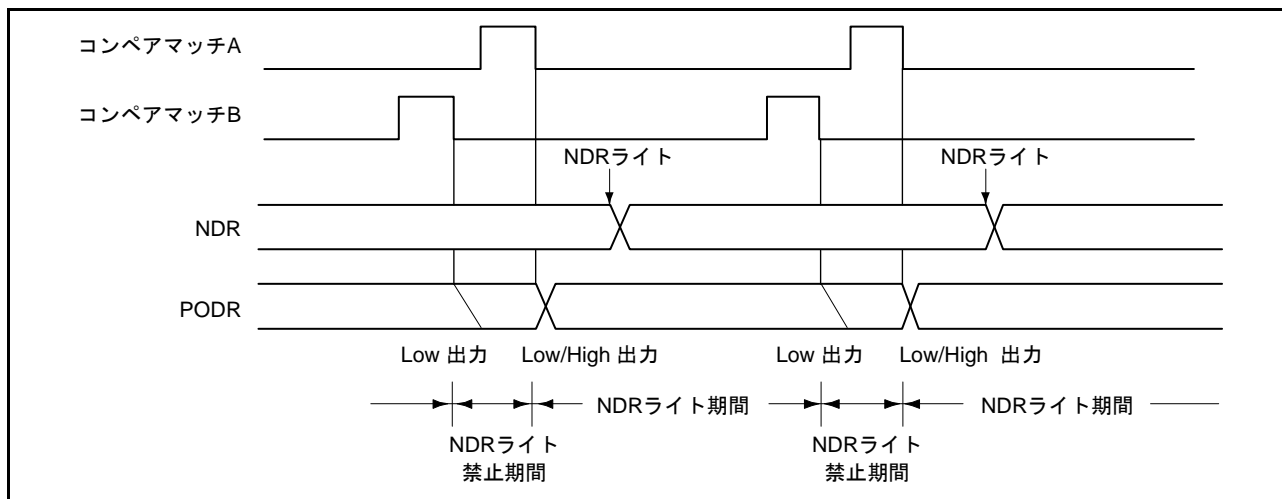 コンペアマッチA
コンペアマッチB
NDRライト NDRライト
NDR
PODR
Low 出力 Low/High 出力 Low 出力 Low/High 出力
NDRライト期間 NDRライト期間
NDRライト NDRライト
禁止期間 禁止期間